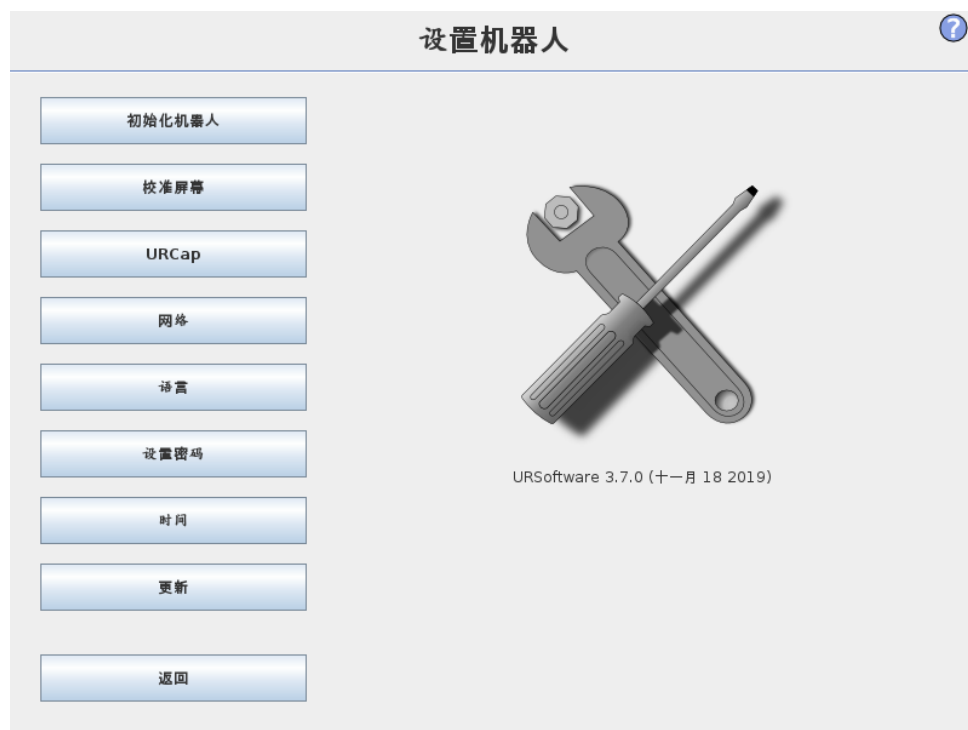 设置机器人
?
初始化机器人
校准屏幕
URCap
网络
语言
设置密码
时间
更新
返回
URSoftware 3.7.0 (十一月 18 2019)